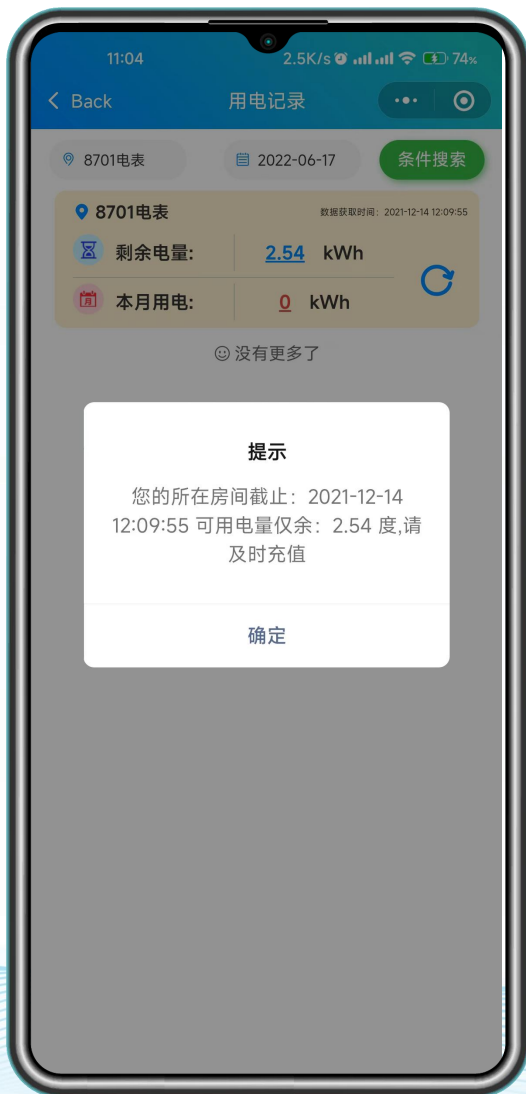 11:04
2.5K/s
74%
Back
用电记录
8701电表
2022-06-17
条件搜索
8701电表
数据获取时间：2021-12-14 12:09:55
剩余电量:
2.54 kWh
月
本月用电:
0 kWh
没有更多了
提示
您的所在房间截止：2021-12-14
12:09:55 可用电量仅余：2.54 度,请
及时充值
确定